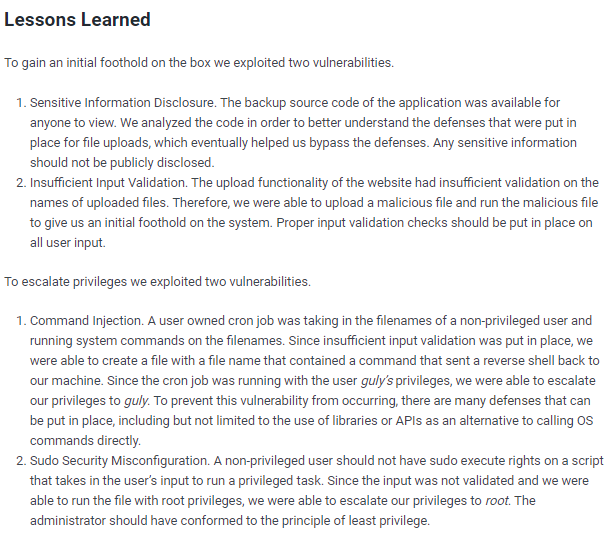 Lessons Learned
To gain an initial foothold on the box we exploited two vulnerabilities.
1. Sensitive Information Disclosure. The backup source code of the application was available for
anyone to view. We analyzed the code in order to better understand the defenses that were put in
place for file uploads, which eventually helped us bypass the defenses. Any sensitive information
should not be publicly disclosed.
2. Insufficient Input Validation. The upload functionality of the website had insufficient validation on the
names of uploaded files. Therefore, we were able to upload a malicious file and run the malicious file
to give us an initial foothold on the system. Proper input validation checks should be put in place on
all user input.
To escalate privileges we exploited two vulnerabilities.
1. Command Injection. A user owned cron job was taking in the filenames of a non-privileged user and
running system commands on the filenames. Since insufficient input validation was put in place, we
were able to create a file with a file name that contained a command that sent a reverse shell back to
our machine. Since the cron job was running with the user guly's privileges, we were able to escalate
our privileges to guly. To prevent this vulnerability from occurring, there are many defenses that can
be put in place, including but not limited to the use of libraries or APIs as an alternative to calling OS
commands directly.
2. Sudo Security Misconfiguration. A non-privileged user should not have sudo execute rights on a script
that takes in the user's input to run a privileged task. Since the input was not validated and we were
able to run the file with root privileges, we were able to escalate our privileges to root. The
administrator should have conformed to the principle of least privilege.